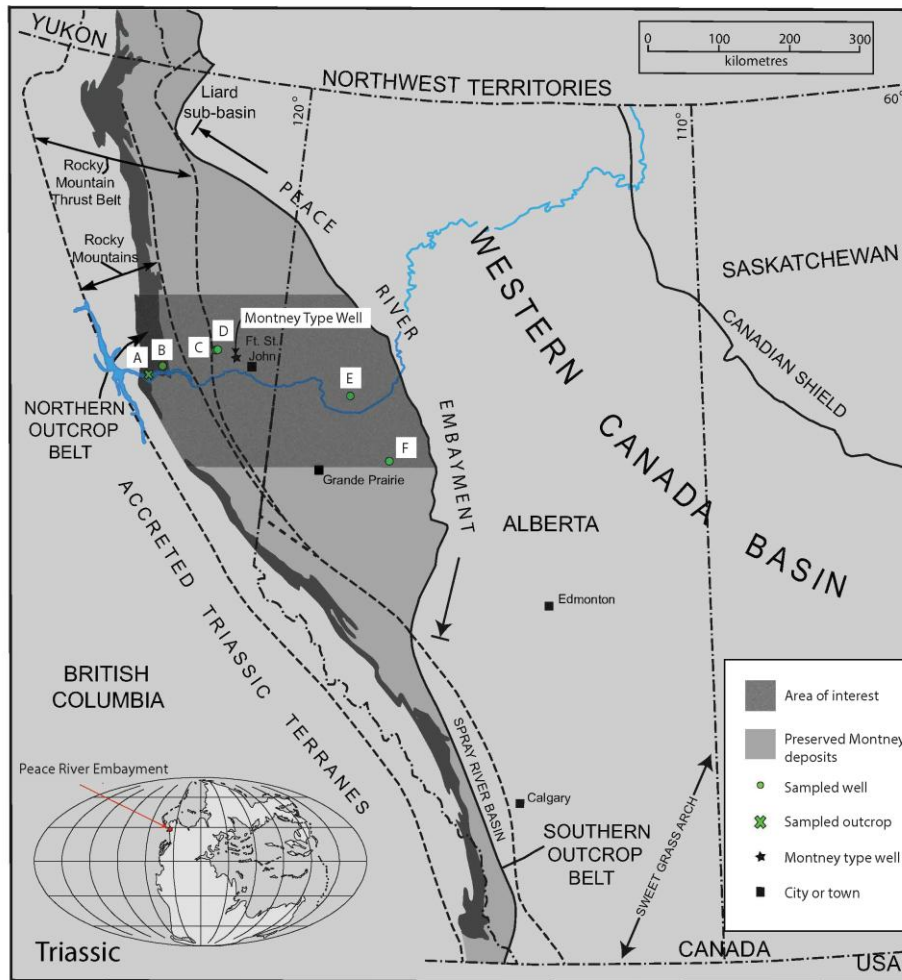 YUKON
NORTHWEST TERRITORIES
0 100 200 300
kilometres
60°
Liard
sub-basin
120°
110°
Rocky
Mountain
Thrust Belt
Rocky
Mountains
PEACE
RIVER
EMBAYMENT
WESTERN
CANADA
BASIN
SASKATCHEWAN
CANADIAN SHIELD
Montney Type Well
A
B
C
D
E
F
Ft. St.
John
NORTHERN
OUTCROP
BELT
Grande Prairie
ACCRETED TRIASSIC TERRANES
ALBERTA
Edmonton
BRITISH
COLUMBIA
Peace River Embayment
SPRAY RIVER BASIN
Calgary
SOUTHERN
OUTCROP
BELT
SWEET GRASS ARCH
Area of interest
Preserved Montney
deposits
Sampled well
Sampled outcrop
Montney type well
City or town
Triassic
CANADA
USA